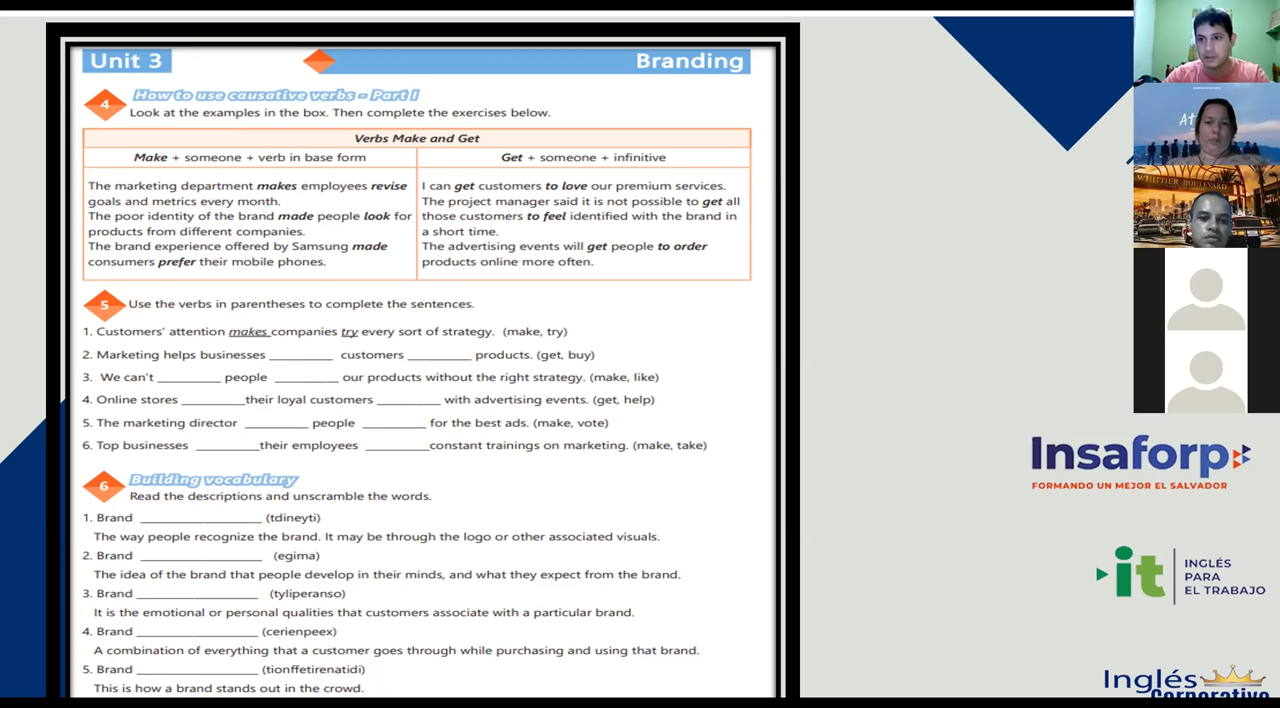 Unit 3
Branding
4
How to use causative verbs - Part I
Look at the examples in the box. Then complete the exercises below.
Verbs Make and Get
Make + someone + verb in base form
Get + someone + infinitive
The marketing department makes employees revise
goals and metrics every month.
The poor identity of the brand made people look for
products from different companies.
The brand experience offered by Samsung made
consumers prefer their mobile phones.
I can get customers to love our premium services.
The project manager said it is not possible to get all
those customers to feel identified with the brand in
a short time.
The advertising events will get people to order
products online more often.
5
Use the verbs in parentheses to complete the sentences.
1. Customers' attention makes companies try every sort of strategy. (make, try)
2. Marketing helps businesses __________ customers __________ products. (get, buy)
3. We can't __________ people __________ our products without the right strategy. (make, like)
4. Online stores __________their loyal customers __________ with advertising events. (get, help)
5. The marketing director __________ people __________ for the best ads. (make, vote)
6. Top businesses __________their employees __________constant trainings on marketing. (make, take)
6
Building vocabulary
Read the descriptions and unscramble the words.
1. Brand ___________________ (tdineyti)
The way people recognize the brand. It may be through the logo or other associated visuals.
2. Brand ___________________ (egima)
The idea of the brand that people develop in their minds, and what they expect from the brand.
3. Brand ___________________ (tyliperanso)
It is the emotional or personal qualities that customers associate with a particular brand.
4. Brand ___________________ (cerienpeex)
A combination of everything that a customer goes through while purchasing and using that brand.
5. Brand ___________________ (tionffetirenatidi)
This is how a brand stands out in the crowd.
WHITTIER BOULEVARD
Insaforp
FORMANDO UN MEJOR EL SALVADOR
it
INGLÉS
PARA
EL TRABAJO
Inglés
Corporativo